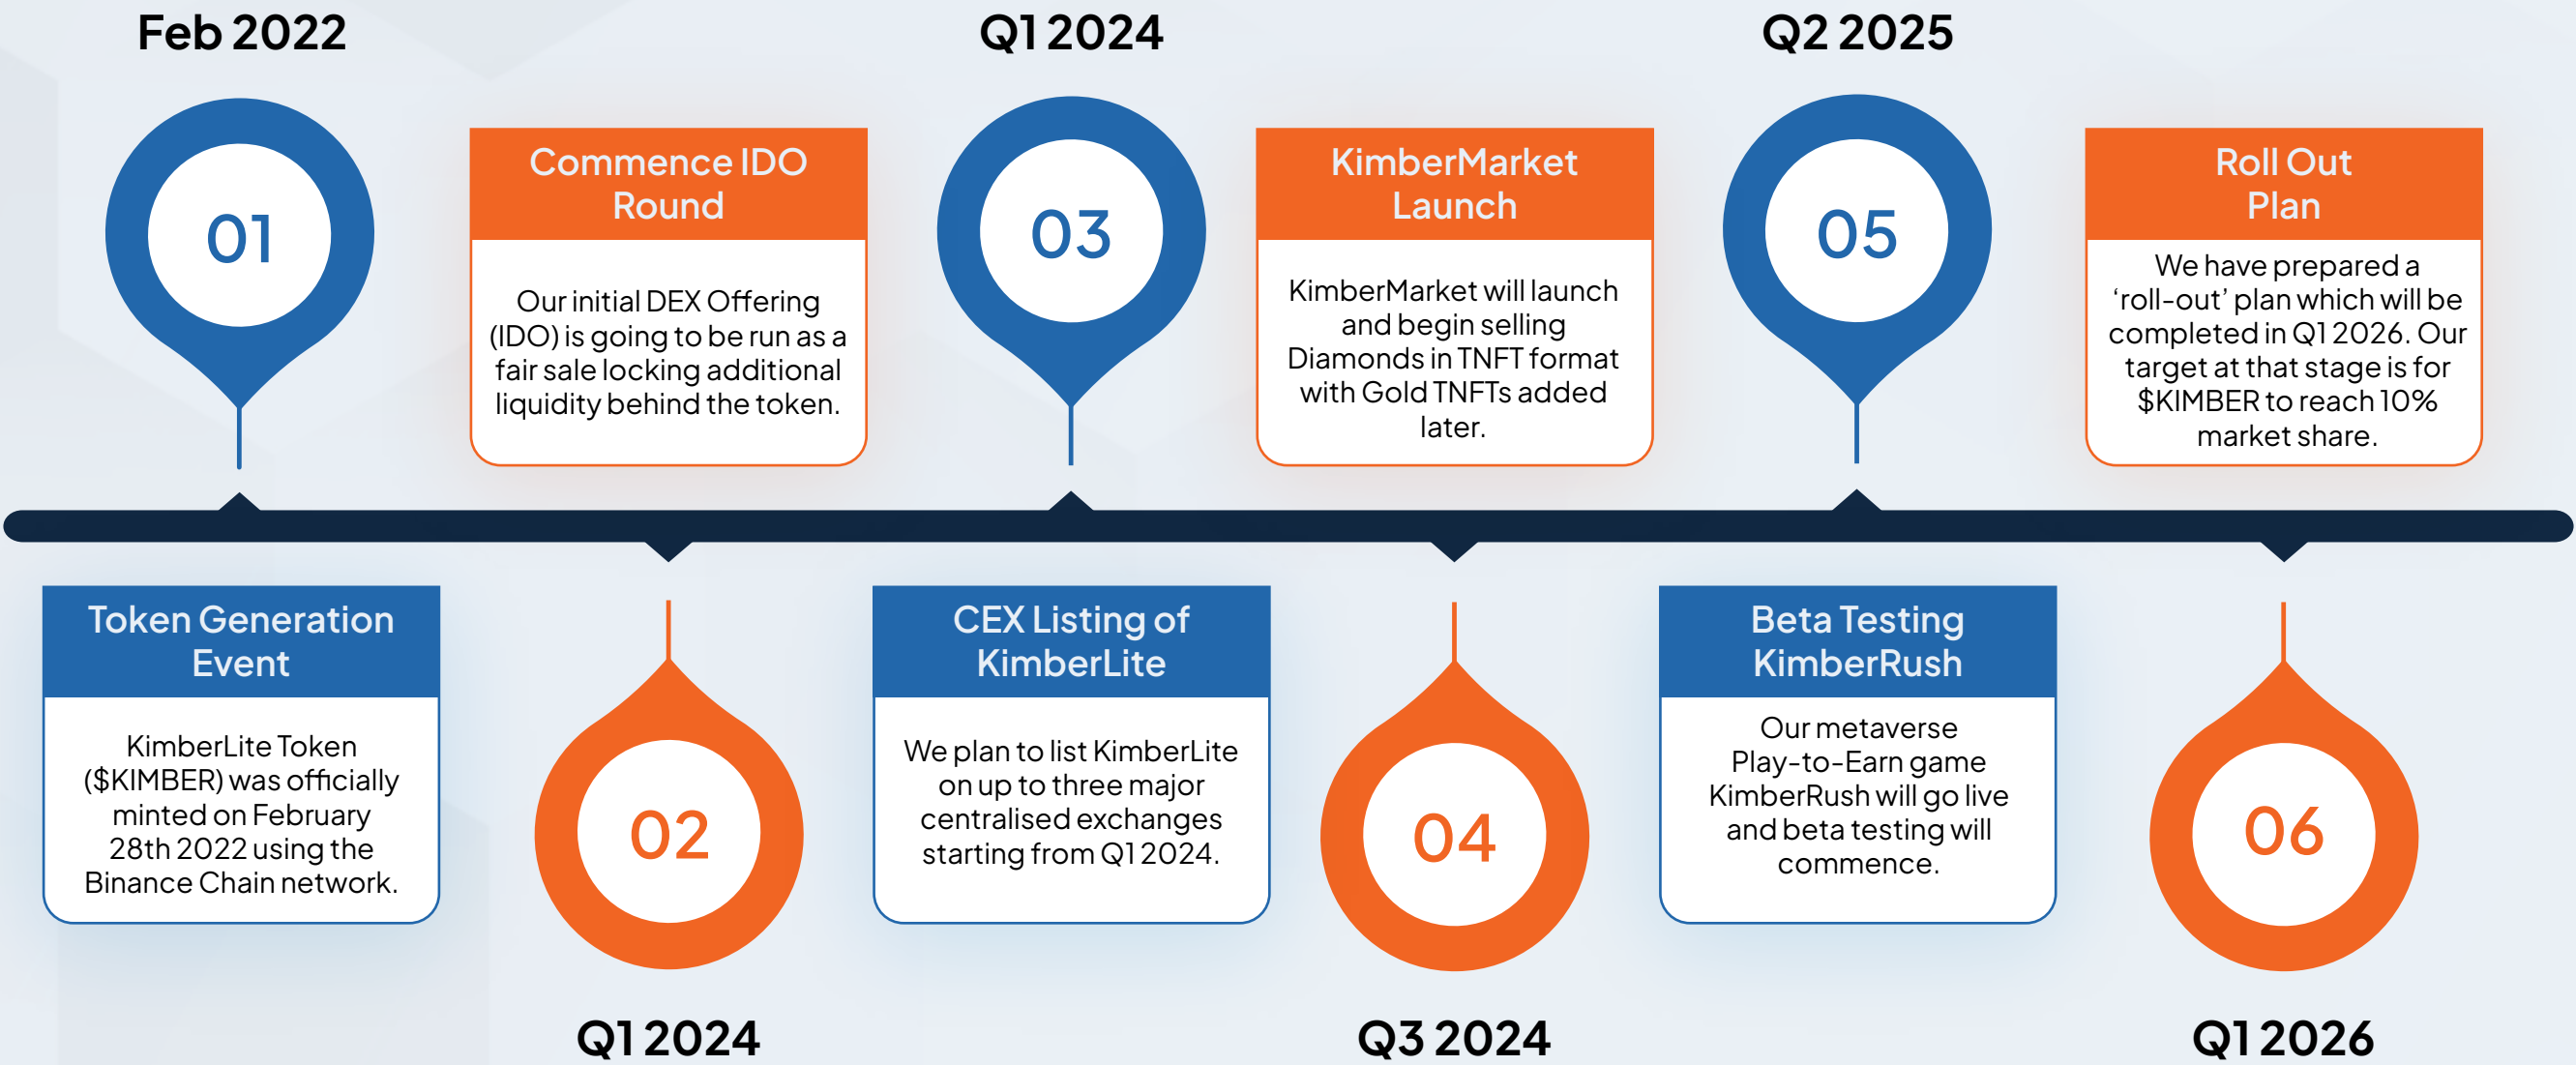 Feb 2022
01
Token Generation
Event
KimberLite Token
($KIMBER) was officially
minted on February
28th 2022 using the
Binance Chain network.
Commence IDO
Round
Our initial DEX Offering
(IDO) is going to be run as a
fair sale locking additional
liquidity behind the token.
02
Q1 2024
Q1 2024
03
CEX Listing of
KimberLite
We plan to list KimberLite
on up to three major
centralised exchanges
starting from Q1 2024.
KimberMarket
Launch
KimberMarket will launch
and begin selling
Diamonds in TNFT format
with Gold TNFTs added
later.
04
Q3 2024
Q2 2025
05
Beta Testing
KimberRush
Our metaverse
Play-to-Earn game
KimberRush will go live
and beta testing will
commence.
Roll Out
Plan
We have prepared a
‘roll-out’ plan which will be
completed in Q1 2026. Our
target at that stage is for
$KIMBER to reach 10%
market share.
06
Q1 2026